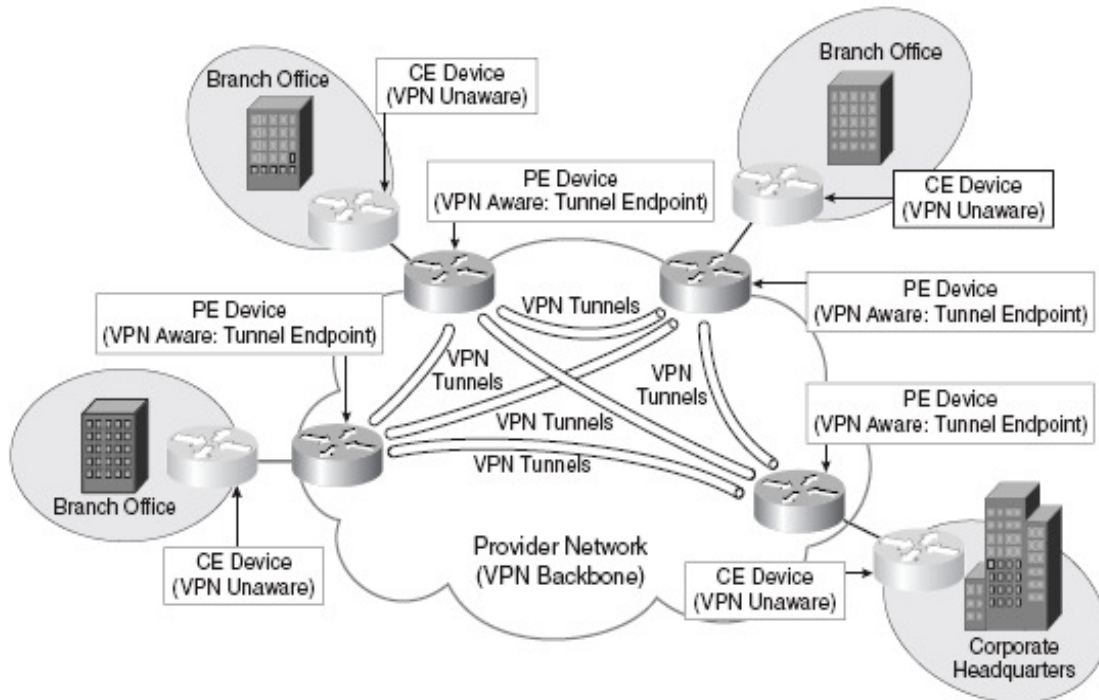 Branch Office
CE Device
(VPN Unaware)
Branch Office
PE Device
(VPN Aware: Tunnel Endpoint)
CE Device
(VPN Unaware)
PE Device
(VPN Aware: Tunnel Endpoint)
PE Device
(VPN Aware: Tunnel Endpoint)
VPN Tunnels
VPN
Tunnels
VPN
Tunnels
PE Device
(VPN Aware: Tunnel Endpoint)
VPN Tunnels
VPN Tunnels
Branch Office
CE Device
(VPN Unaware)
Provider Network
(VPN Backbone)
CE Device
(VPN Unaware)
Corporate
Headquarters